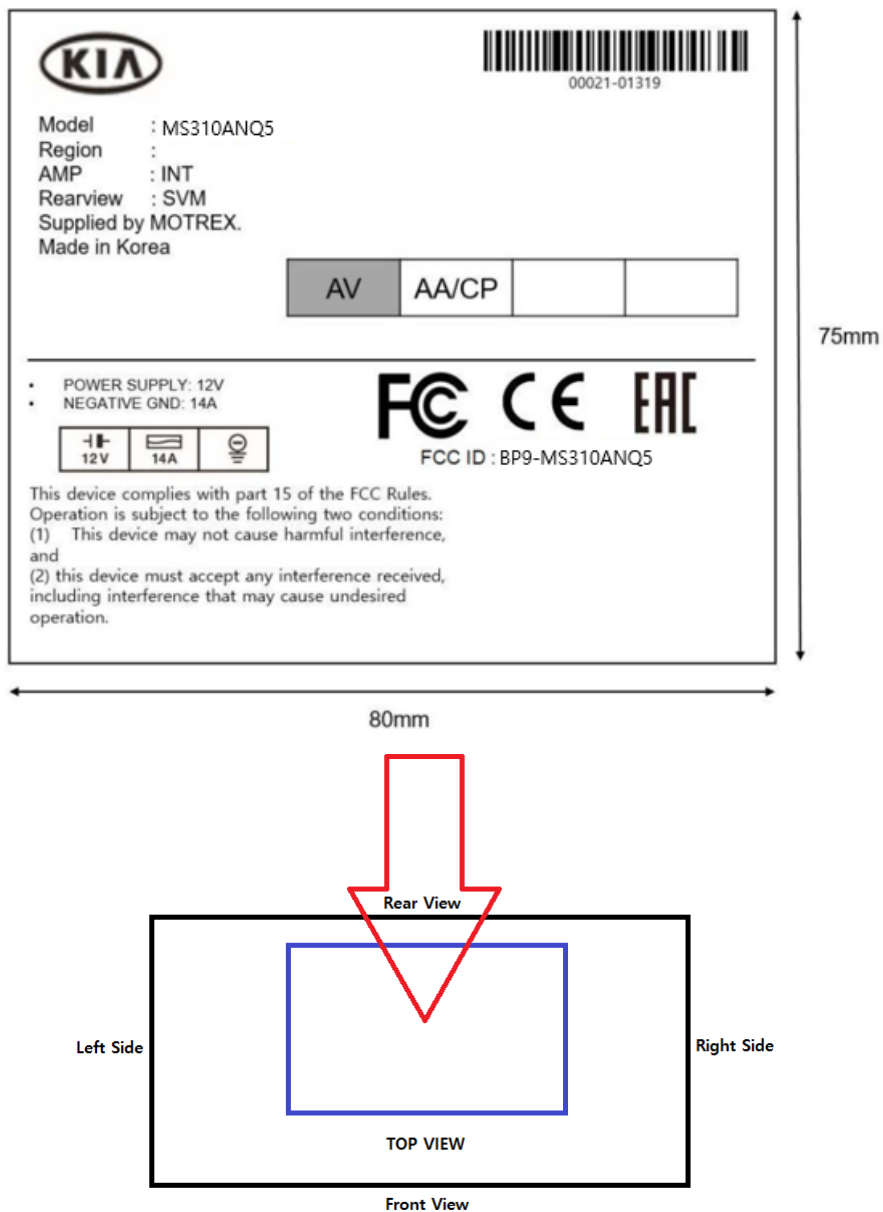 KIA
00021-01319
Model : MS310ANQ5
Region :
AMP : INT
Rearview : SVM
Supplied by MOTREX.
Made in Korea
AV AA/CP
75mm
• POWER SUPPLY: 12V
• NEGATIVE GND: 14A
FC CE EAC
12V 14A
FCC ID : BP9-MS310ANQ5
This device complies with part 15 of the FCC Rules.
Operation is subject to the following two conditions:
(1) This device may not cause harmful interference,
and
(2) this device must accept any interference received,
including interference that may cause undesired
operation.
80mm
Rear View
Left Side
Right Side
TOP VIEW
Front View